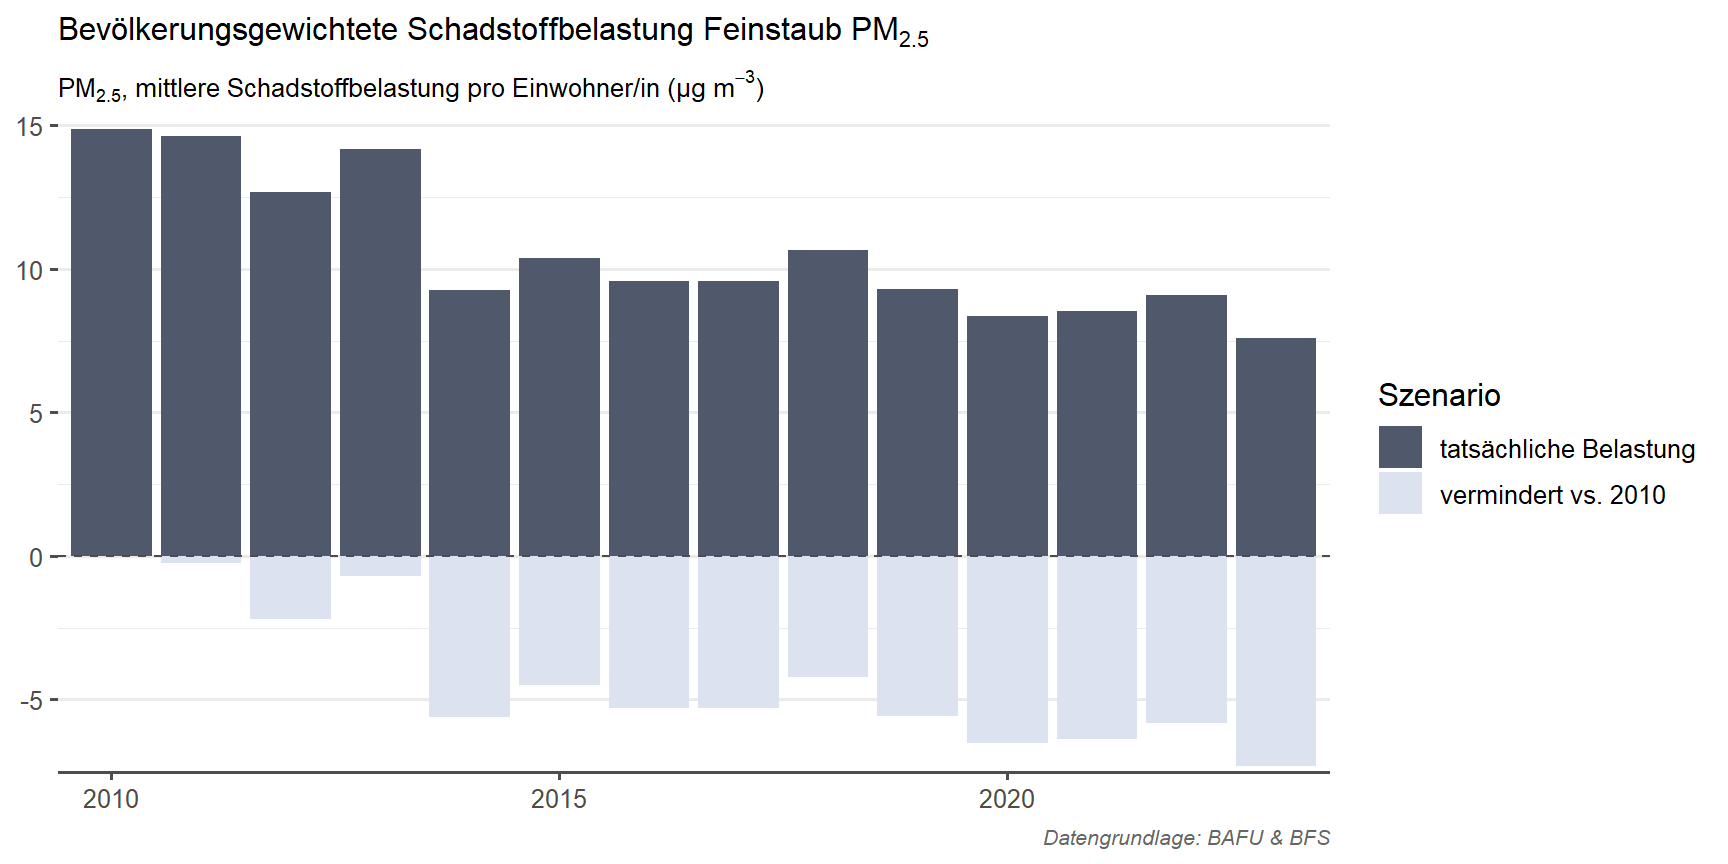 Bevölkerungsgewichtete Schadstoffbelastung Feinstaub PM₂.₅
PM₂.₅, mittlere Schadstoffbelastung pro Einwohner/in (µg m⁻³)
15
10
5
0
-5
2010 2015 2020
Szenario
tatsächliche Belastung
vermindert vs. 2010
Datengrundlage: BAFU & BFS